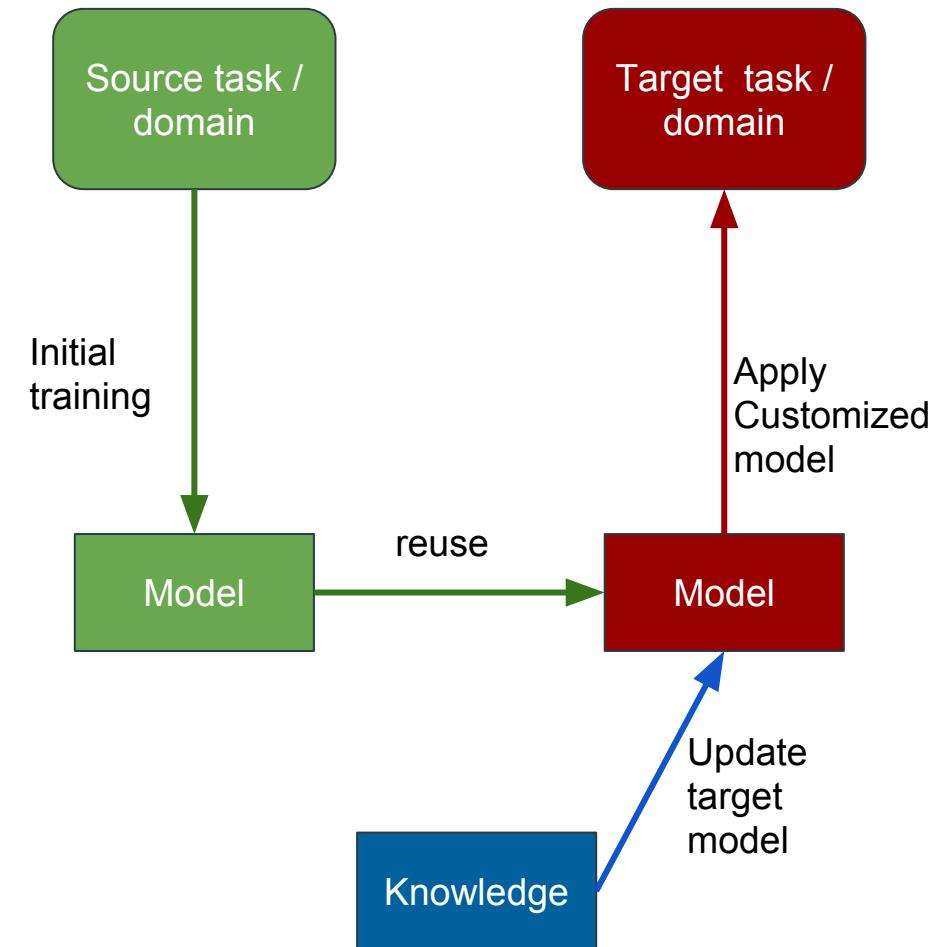 Source task /
domain
Target  task /
domain
Initial
training
Apply
Customized
model
Model
reuse
Model
Update
target
model
Knowledge